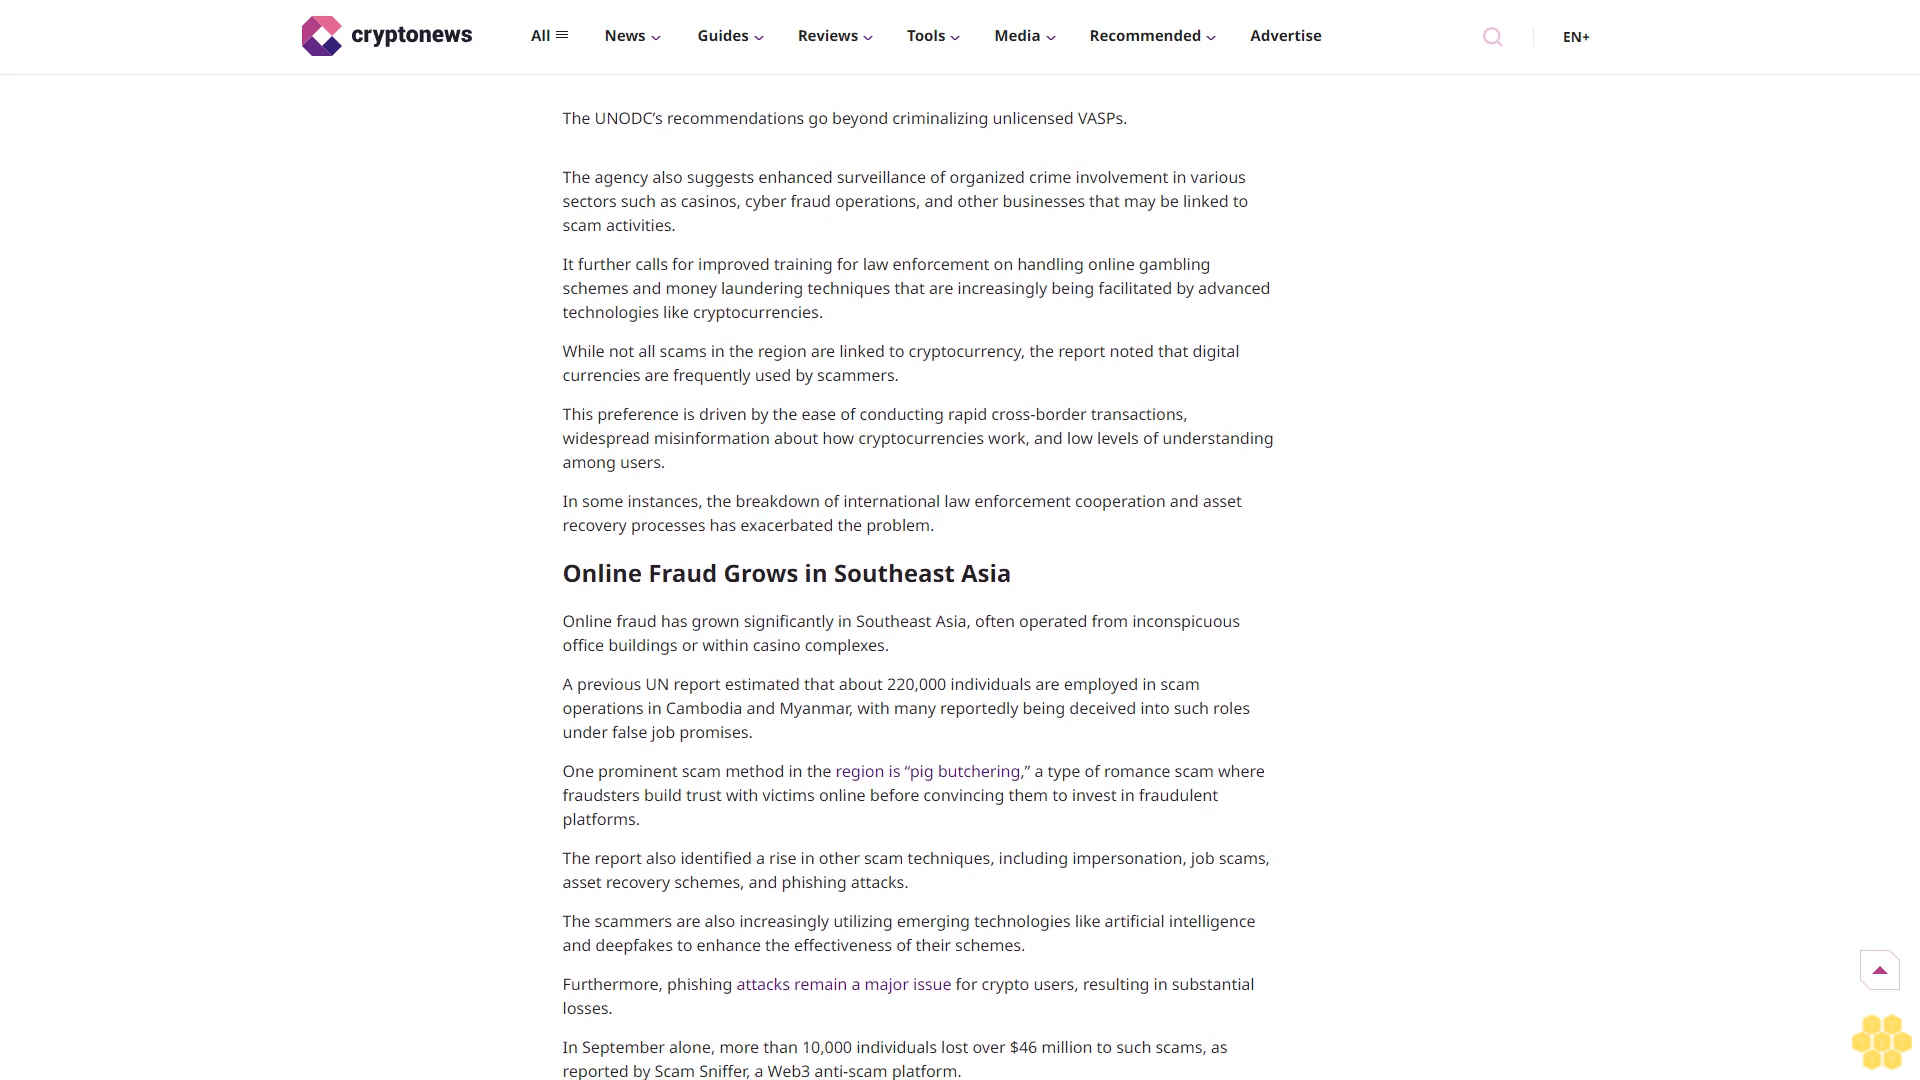 cryptonews
All
News
Guides
Reviews
Tools
Media
Recommended
Advertise
EN+
The UNODC’s recommendations go beyond criminalizing unlicensed VASPs.
The agency also suggests enhanced surveillance of organized crime involvement in various
sectors such as casinos, cyber fraud operations, and other businesses that may be linked to
scam activities.
It further calls for improved training for law enforcement on handling online gambling
schemes and money laundering techniques that are increasingly being facilitated by advanced
technologies like cryptocurrencies.
While not all scams in the region are linked to cryptocurrency, the report noted that digital
currencies are frequently used by scammers.
This preference is driven by the ease of conducting rapid cross-border transactions,
widespread misinformation about how cryptocurrencies work, and low levels of understanding
among users.
In some instances, the breakdown of international law enforcement cooperation and asset
recovery processes has exacerbated the problem.
Online Fraud Grows in Southeast Asia
Online fraud has grown significantly in Southeast Asia, often operated from inconspicuous
office buildings or within casino complexes.
A previous UN report estimated that about 220,000 individuals are employed in scam
operations in Cambodia and Myanmar, with many reportedly being deceived into such roles
under false job promises.
One prominent scam method in the region is “pig butchering,” a type of romance scam where
fraudsters build trust with victims online before convincing them to invest in fraudulent
platforms.
The report also identified a rise in other scam techniques, including impersonation, job scams,
asset recovery schemes, and phishing attacks.
The scammers are also increasingly utilizing emerging technologies like artificial intelligence
and deepfakes to enhance the effectiveness of their schemes.
Furthermore, phishing attacks remain a major issue for crypto users, resulting in substantial
losses.
In September alone, more than 10,000 individuals lost over $46 million to such scams, as
reported by Scam Sniffer, a Web3 anti-scam platform.